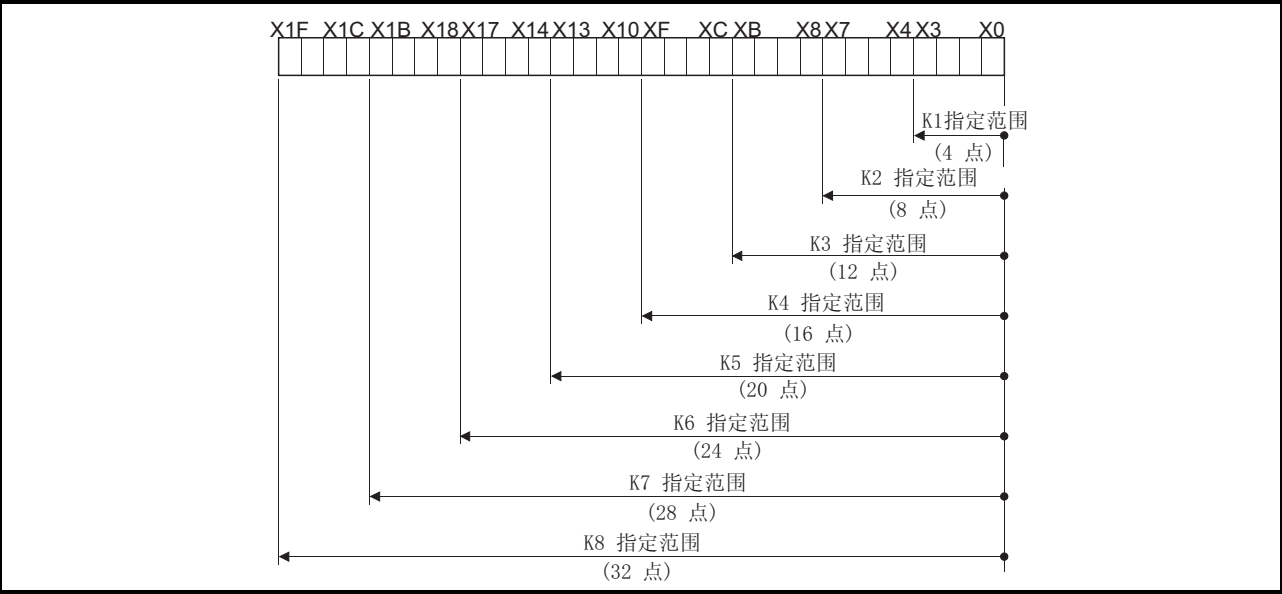 X1F X1C X1B X18 X17 X14 X13 X10 XF XC XB X8 X7 X4 X3 X0
K1指定范围
(4 点)
K2 指定范围
(8 点)
K3 指定范围
(12 点)
K4 指定范围
(16 点)
K5 指定范围
(20 点)
K6 指定范围
(24 点)
K7 指定范围
(28 点)
K8 指定范围
(32 点)